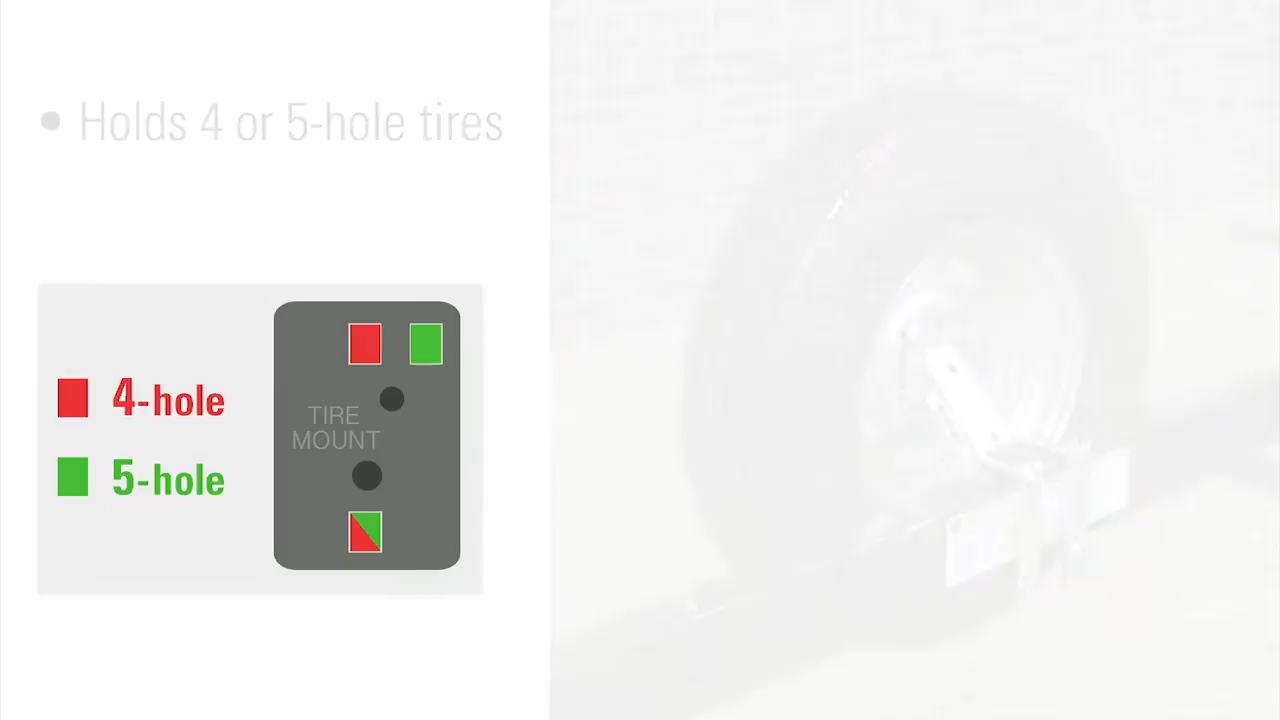 • Holds 4 or 5-hole tires
4-hole
5-hole
TIRE
MOUNT